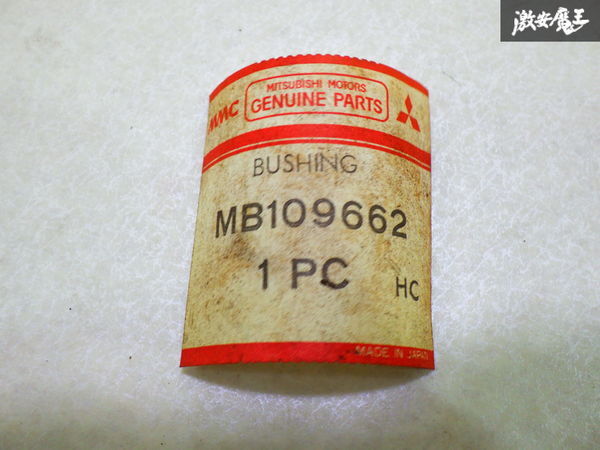 激安魔王
MITSUBISHI MOTORS
MMC GENUINE PARTS
BUSHING
MB109662
1 PC HC
MADE IN JAPAN